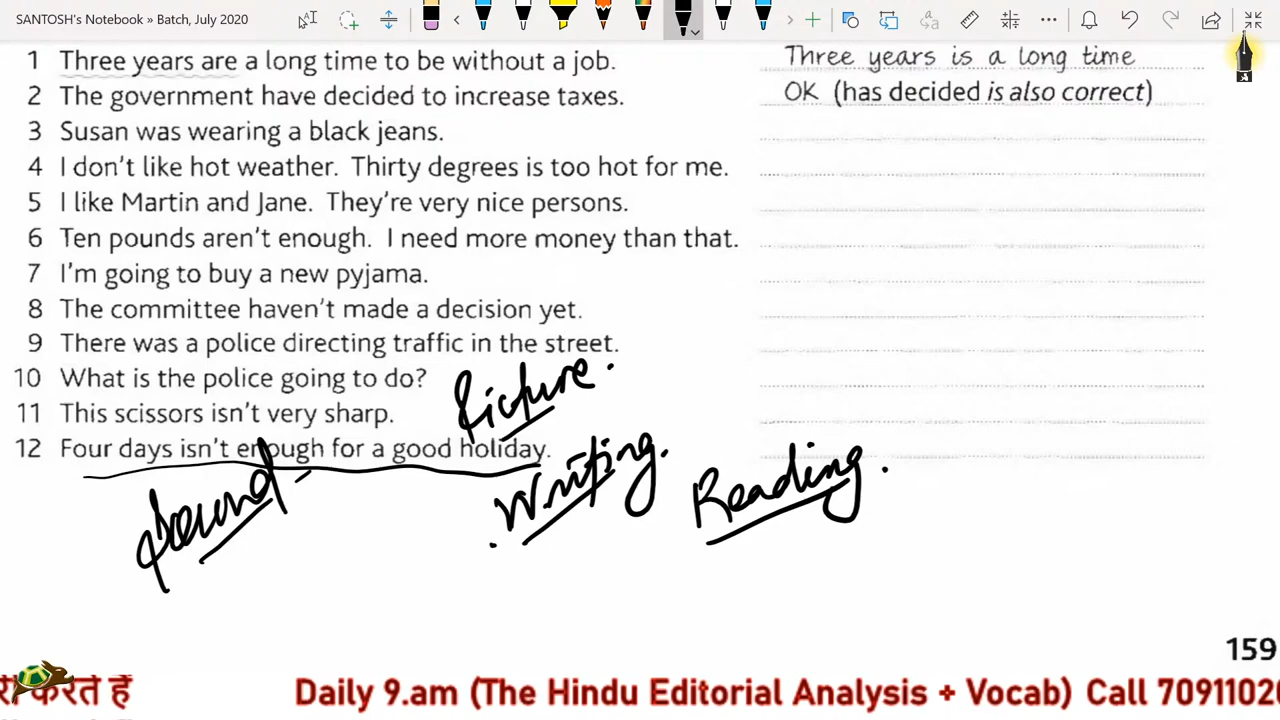 SANTOSH's Notebook » Batch, July 2020
1 Three years are a long time to be without a job. Three years is a long time
2 The government have decided to increase taxes. OK (has decided is also correct)
3 Susan was wearing a black jeans.
4 I don't like hot weather. Thirty degrees is too hot for me.
5 I like Martin and Jane. They're very nice persons.
6 Ten pounds aren't enough. I need more money than that.
7 I'm going to buy a new pyjama.
8 The committee haven't made a decision yet.
9 There was a police directing traffic in the street.
10 What is the police going to do?
Picture.
11 This scissors isn't very sharp.
12 Four days isn't enough for a good holiday.
Sound Writing. Reading.
159
री करते हैं Daily 9.am (The Hindu Editorial Analysis + Vocab) Call 70911020